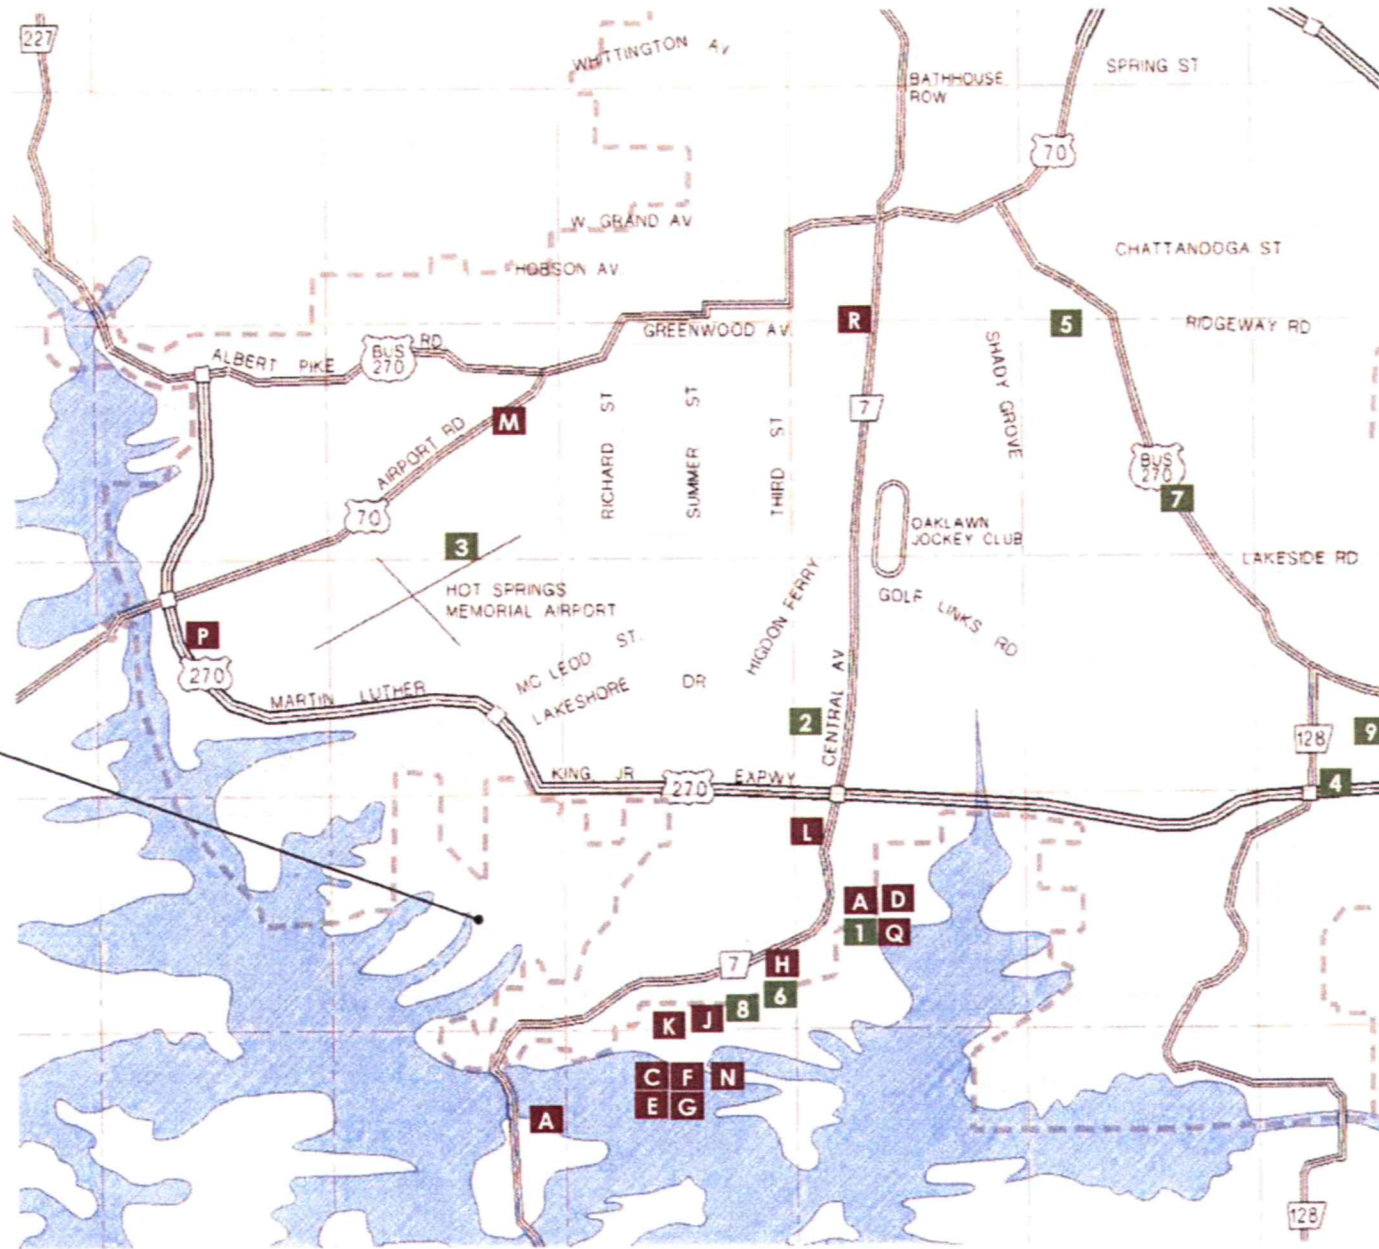 227
WHITTINGTON AV
BATHHOUSE
ROW
SPRING ST
70
W. GRAND AV
CHATTANOOGA ST
HOBSON AV.
R
GREENWOOD AV.
5
RIDGEWAY RD
ALBERT PIKE RD
BUS
270
SHADY GROVE
M
7
AIRPORT RD
RICHARD ST
SUMMER ST
THIRD ST
BUS
270
7
70
3
OAKLAWN
JOCKEY CLUB
LAKESIDE RD
HOT SPRINGS
MEMORIAL AIRPORT
HIGDON FERRY
GOLF LINKS RD
P
270
MC LEOD ST.
LAKESHORE DR
MARTIN LUTHER
2
CENTRAL AV
128
9
KING JR
270
EXPWY
4
L
A D
1 Q
7
H
6
8
J
K
C F N
E G
A
128